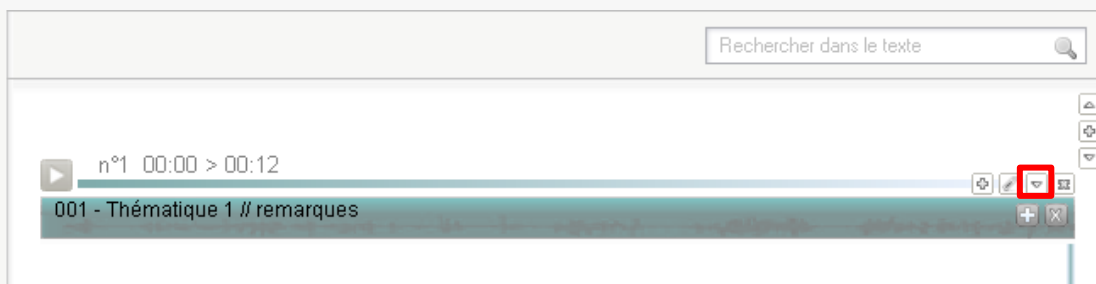 Rechercher dans le texte
n°1 00:00 > 00:12
001 - Thématique 1 // remarques